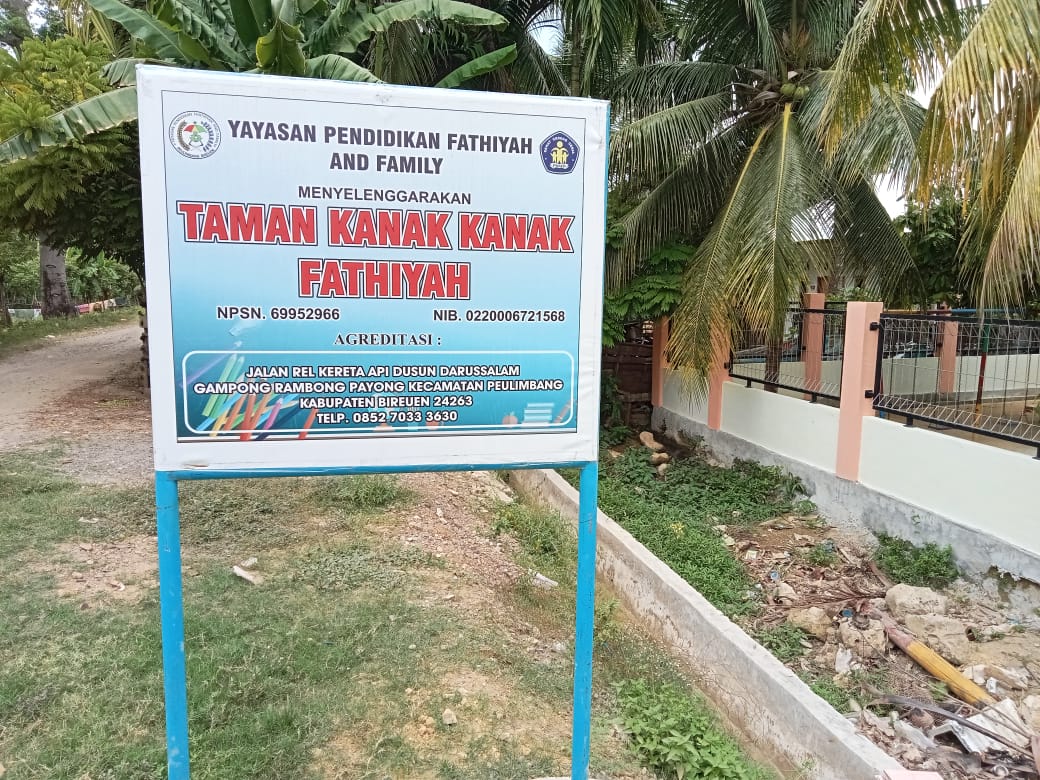 YAYASAN PENDIDIKAN FATHIYAH
AND FAMILY
MENYELENGGARAKAN
TAMAN KANAK KANAK
FATHIYAH
NPSN. 69952966 NIB. 0220006721568
AGREDITASI :
JALAN REL KERETA API DUSUN DARUSSALAM
GAMPONG RAMBONG PAYONG KECAMATAN PEULIMBANG
KABUPATEN BIREUEN 24263
TELP. 0852 7033 3630